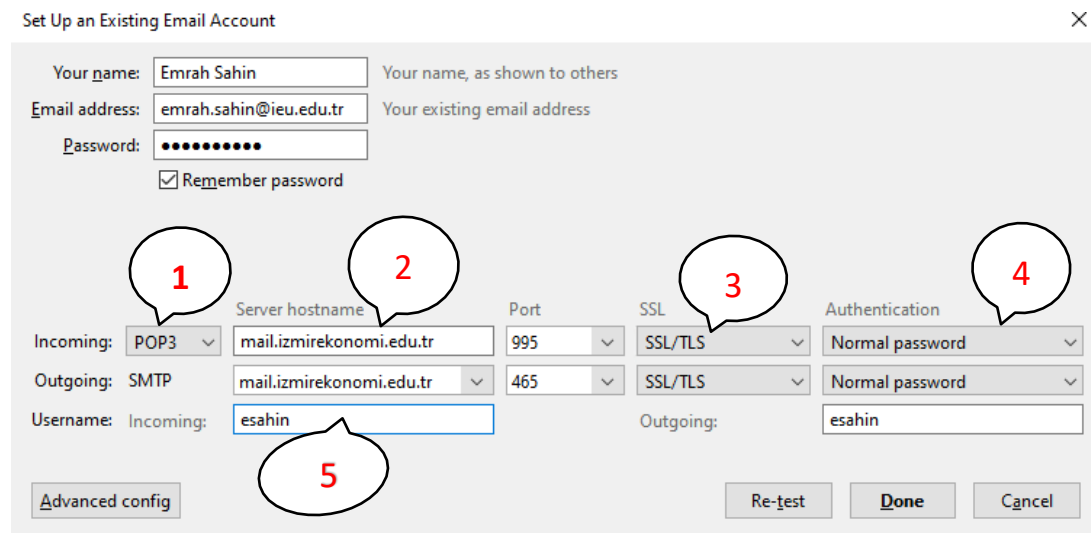 Set Up an Existing Email Account
Your name: Emrah Sahin Your name, as shown to others
Email address: emrah.sahin@ieu.edu.tr Your existing email address
Password: ●●●●●●●●●●
Remember password
1 2 3 4
Server hostname Port SSL Authentication
Incoming: POP3 mail.izmirekonomi.edu.tr 995 SSL/TLS Normal password
Outgoing: SMTP mail.izmirekonomi.edu.tr 465 SSL/TLS Normal password
Username: Incoming: esahin Outgoing: esahin
5
Advanced config Re-test Done Cancel